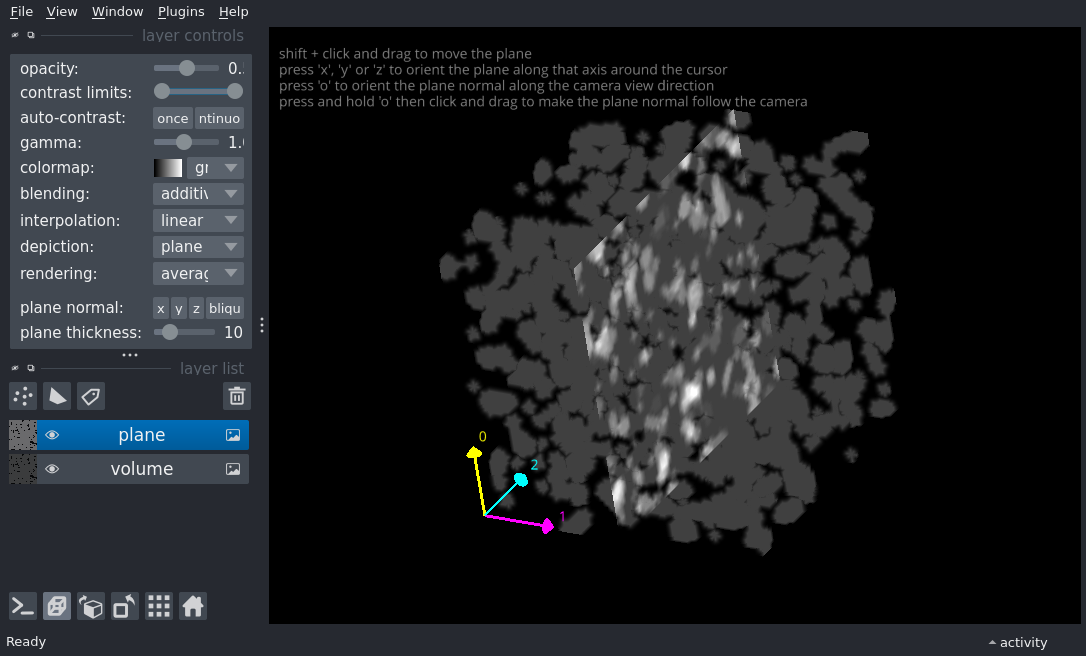 File View Window Plugins Help
layer controls
opacity: 0.
contrast limits:
auto-contrast: once ntinuo
gamma: 1.
colormap: gr
blending: additiv
interpolation: linear
depiction: plane
rendering: averag
plane normal: x y z bliqu
plane thickness: 10
layer list
plane
volume
Ready
shift + click and drag to move the plane
press 'x', 'y' or 'z' to orient the plane along that axis around the cursor
press 'o' to orient the plane normal along the camera view direction
press and hold 'o' then click and drag to make the plane normal follow the camera
0
2
1
activity